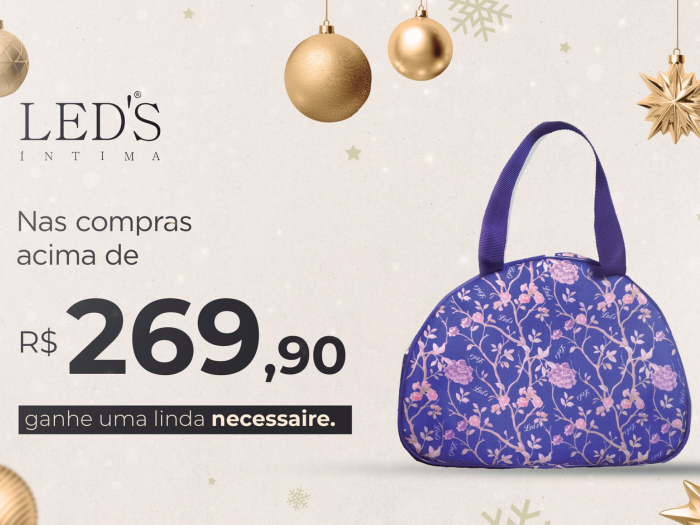 LED'S®
ÍNTIMA
Nas compras
acima de
R$ 269,90
ganhe uma linda necessaire.